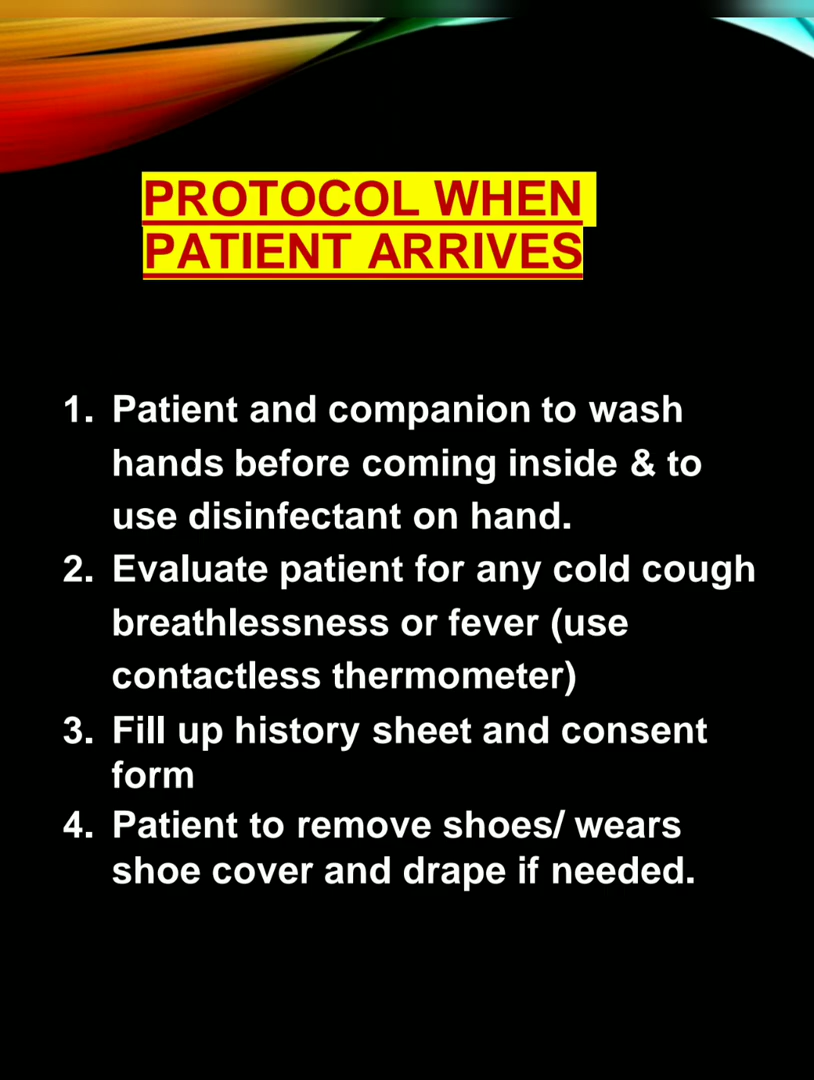 PROTOCOL WHEN
PATIENT ARRIVES
1. Patient and companion to wash
hands before coming inside & to
use disinfectant on hand.
2. Evaluate patient for any cold cough
breathlessness or fever (use
contactless thermometer)
3. Fill up history sheet and consent
form
4. Patient to remove shoes/ wears
shoe cover and drape if needed.